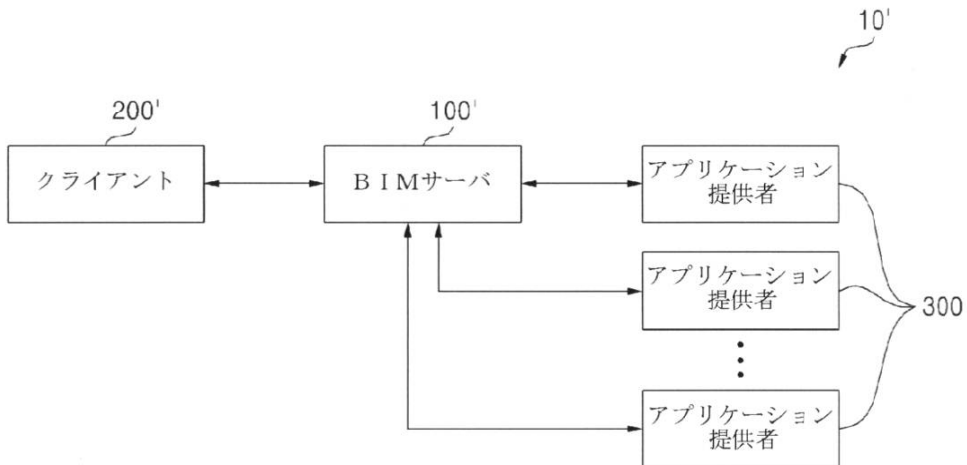 10'
200'
100'
クライアント
ＢＩＭサーバ
アプリケーション
提供者
アプリケーション
提供者
300
アプリケーション
提供者